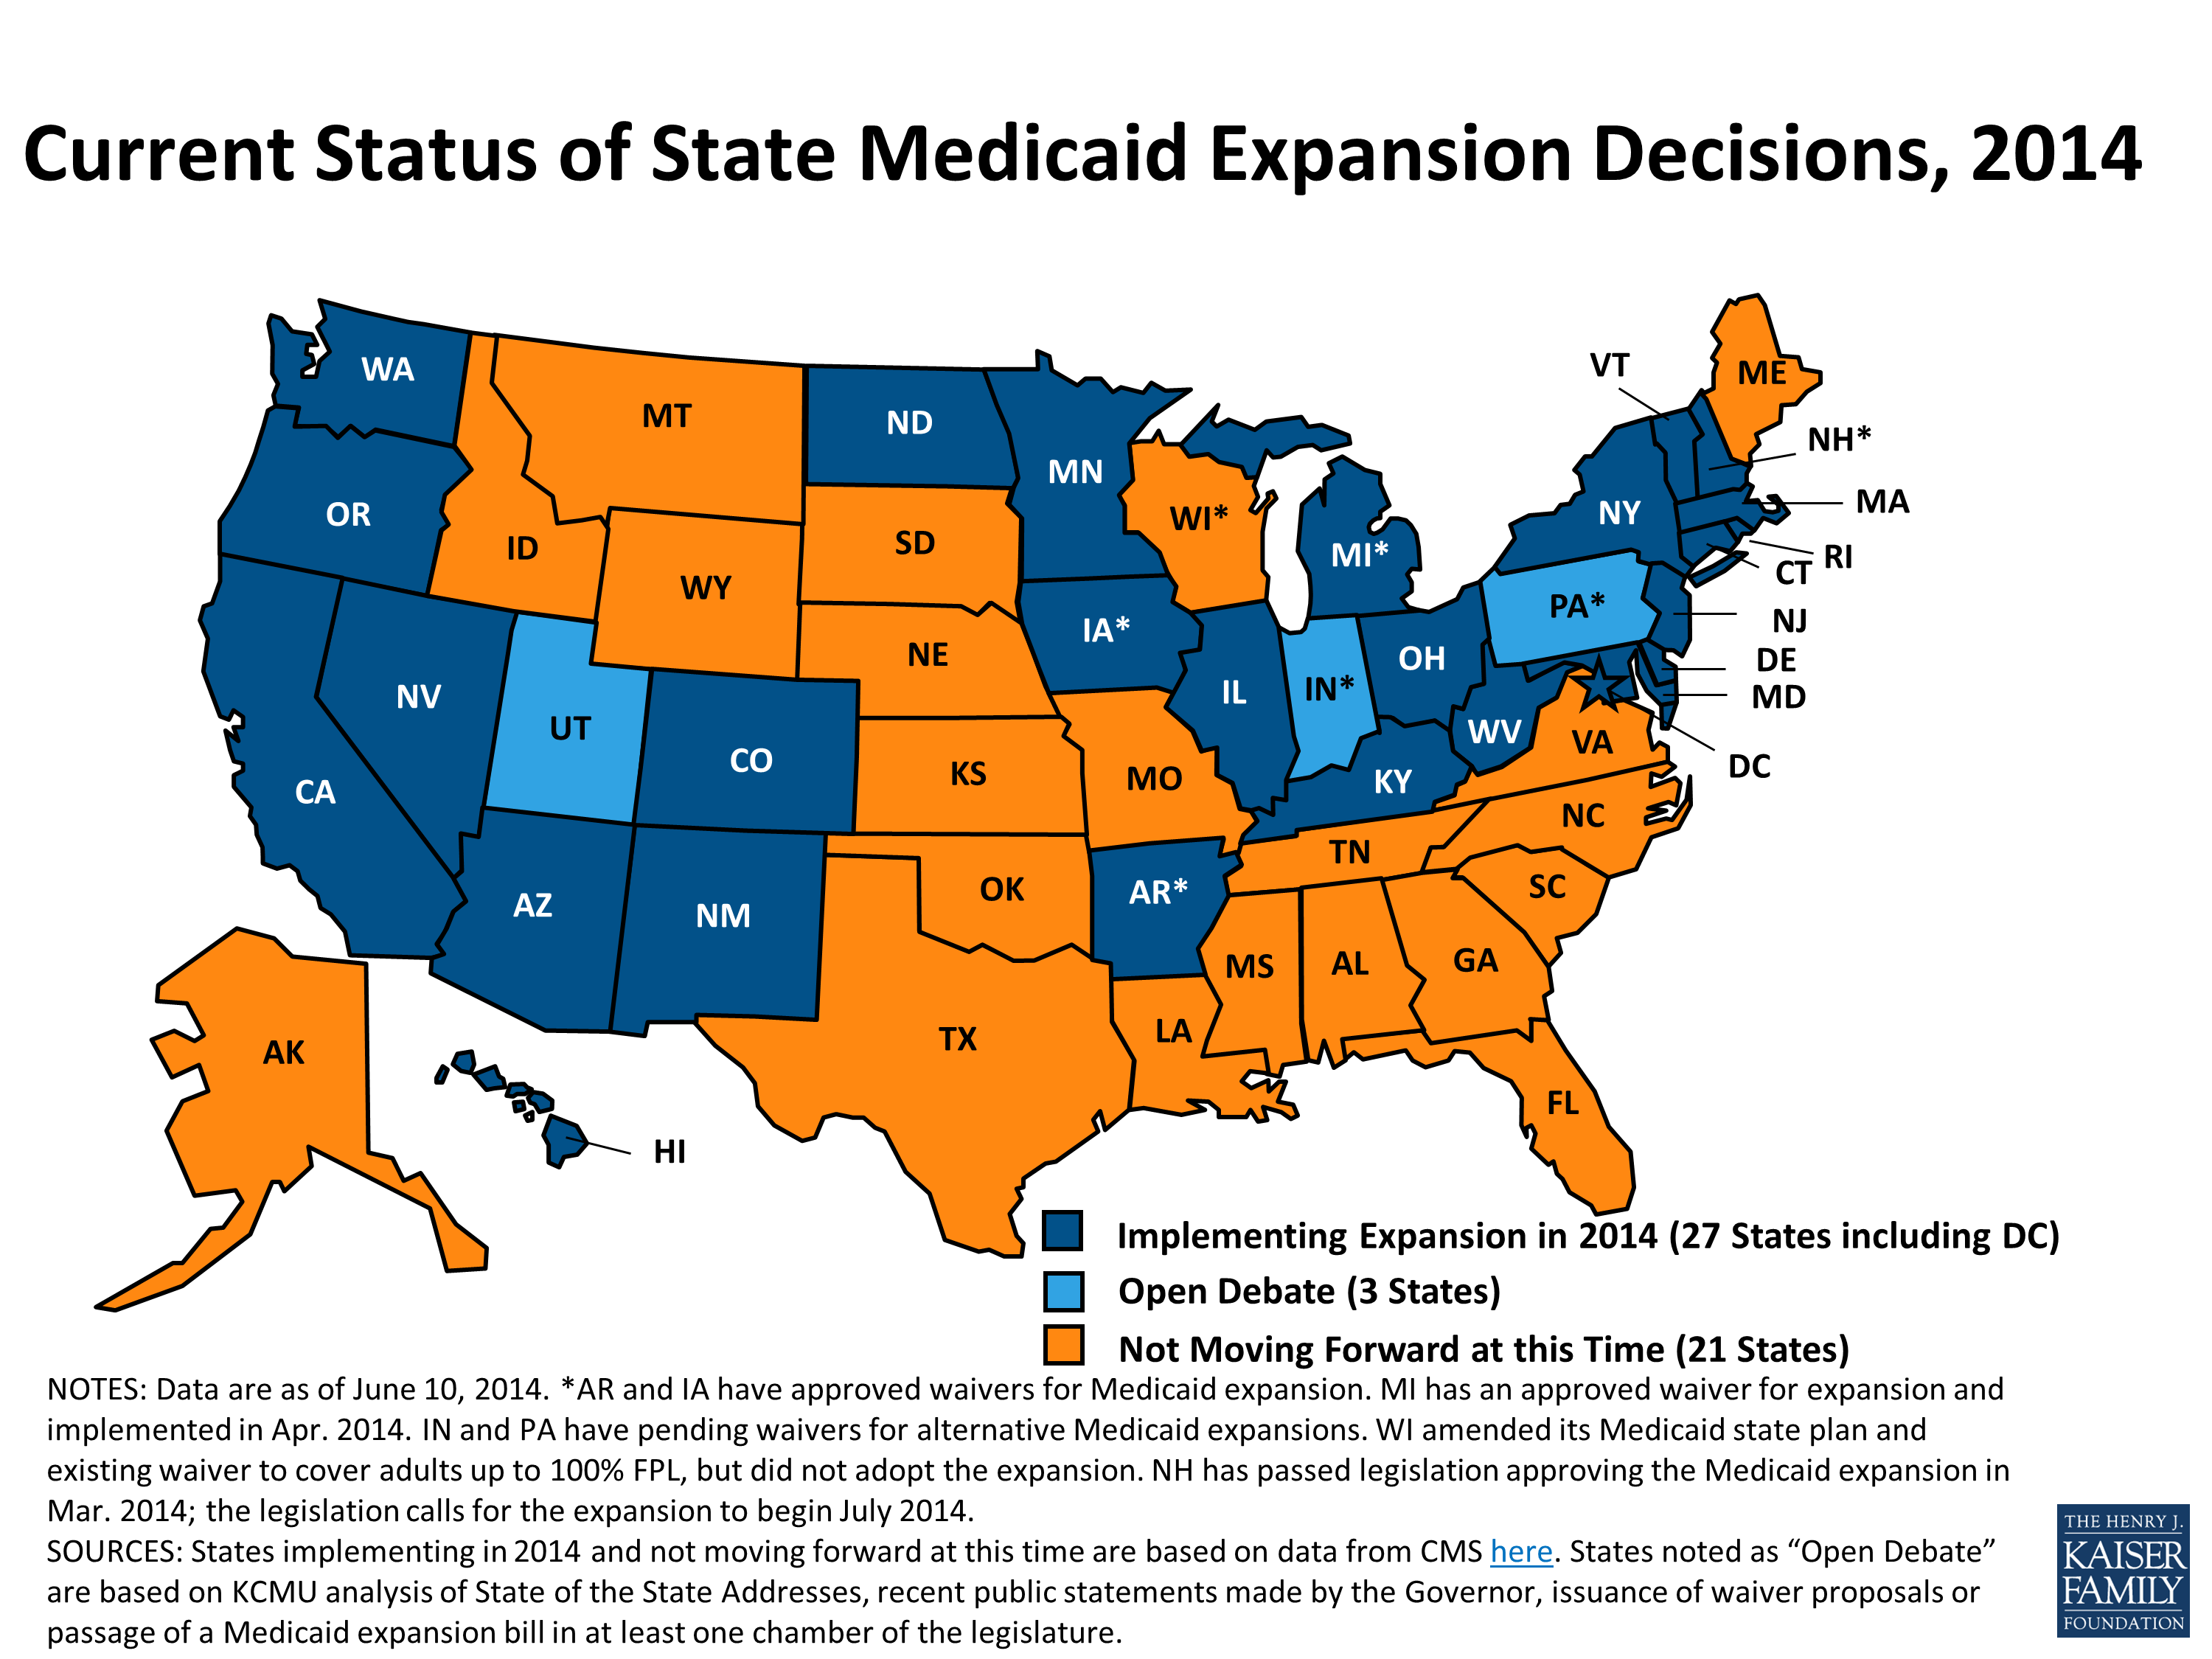 Current Status of State Medicaid Expansion Decisions, 2014
WA
MT
ND
MN
VT
ME
NH*
OR
ID
WY
SD
WI*
MI*
NY
MA
RI
CT
NJ
DE
MD
DC
PA*
IA*
NE
NV
UT
CO
CA
KS
MO
IL
IN*
OH
WV
VA
KY
NC
TN
SC
AZ
NM
OK
AR*
MS
AL
GA
LA
TX
FL
AK
HI
Implementing Expansion in 2014 (27 States including DC)
Open Debate (3 States)
Not Moving Forward at this Time (21 States)
NOTES: Data are as of June 10, 2014. *AR and IA have approved waivers for Medicaid expansion. MI has an approved waiver for expansion and
implemented in Apr. 2014. IN and PA have pending waivers for alternative Medicaid expansions. WI amended its Medicaid state plan and
existing waiver to cover adults up to 100% FPL, but did not adopt the expansion. NH has passed legislation approving the Medicaid expansion in
Mar. 2014; the legislation calls for the expansion to begin July 2014.
SOURCES: States implementing in 2014 and not moving forward at this time are based on data from CMS here. States noted as “Open Debate”
are based on KCMU analysis of State of the State Addresses, recent public statements made by the Governor, issuance of waiver proposals or
passage of a Medicaid expansion bill in at least one chamber of the legislature.
THE HENRY J.
KAISER
FAMILY
FOUNDATION